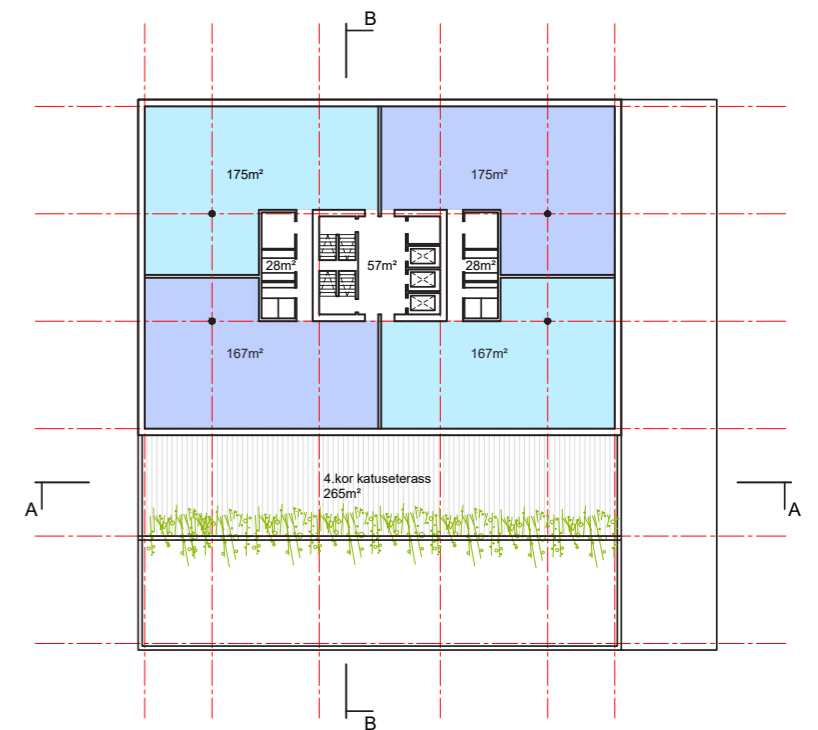 B
175m²
175m²
28m²
57m²
28m²
167m²
167m²
4.kor katuseterass
265m²
A
A
B